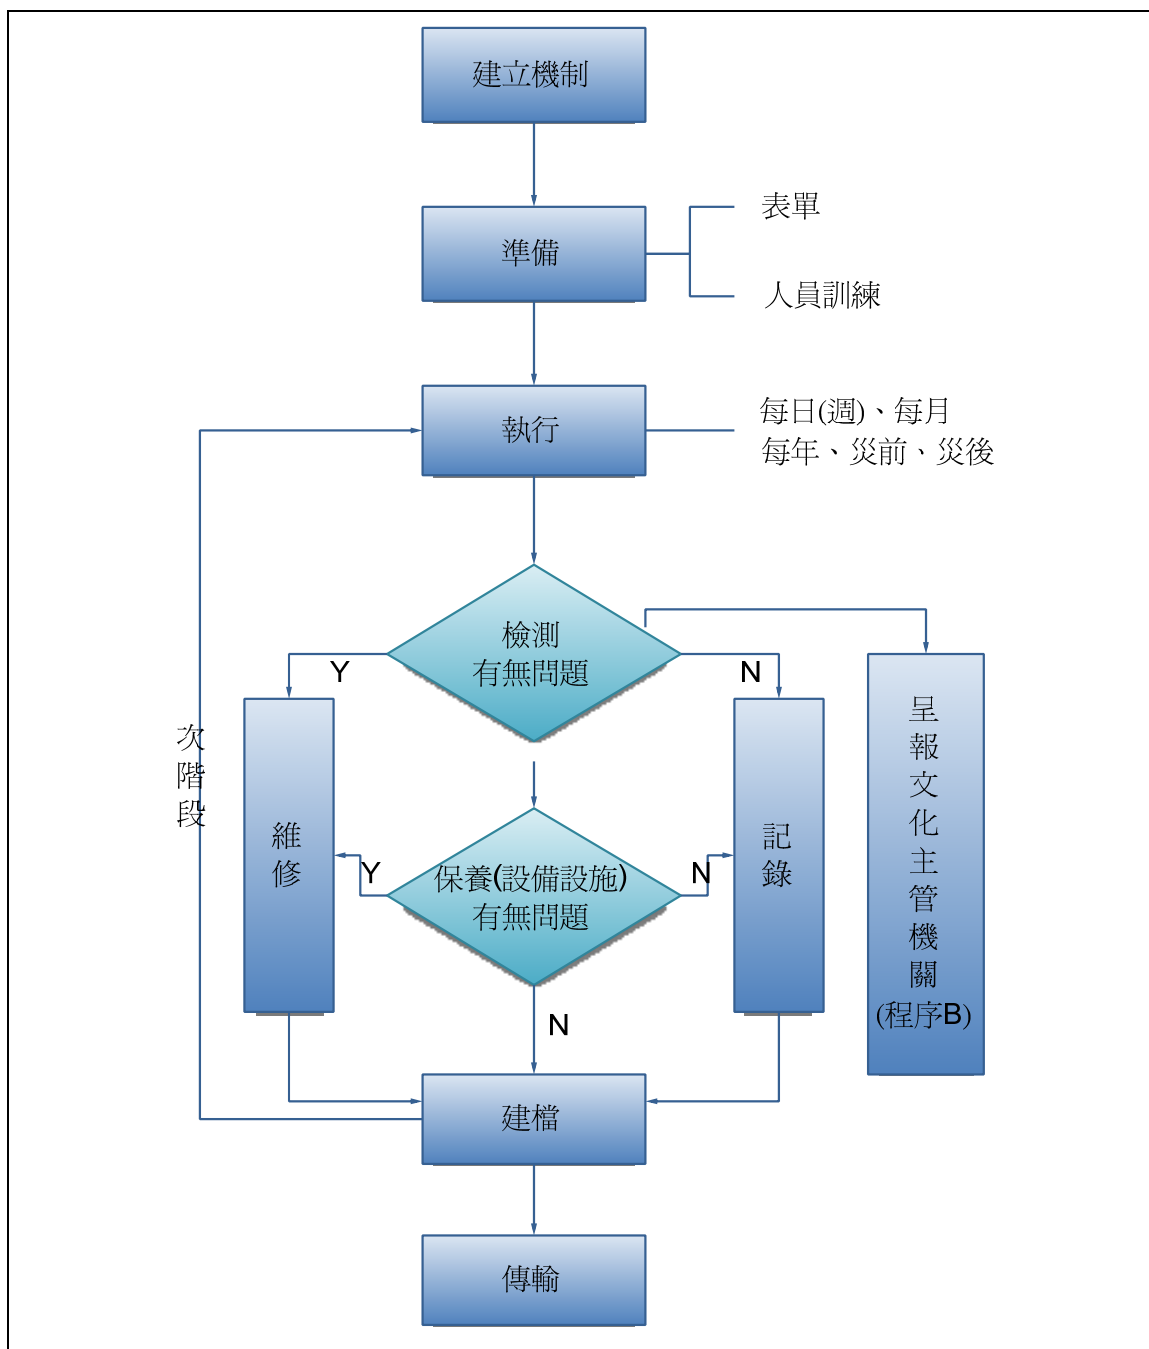 建立機制
準備
表單
人員訓練
執行
每日(週)、每月
每年、災前、災後
檢測
有無問題
Y
N
次階段
維修
記錄
呈報文化主管機關
(程序B)
保養(設備設施)
有無問題
Y
N
N
建檔
傳輸